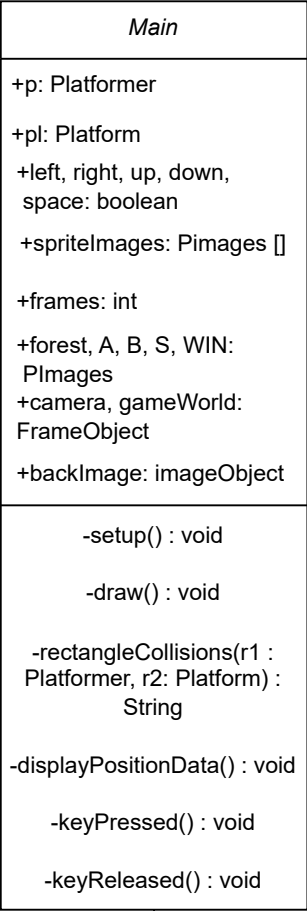 Main
+p: Platformer
+pl: Platform
+left, right, up, down,
space: boolean
+spriteImages: Pimages []
+frames: int
+forest, A, B, S, WIN:
PImages
+camera, gameWorld:
FrameObject
+backImage: imageObject
-setup() : void
-draw() : void
-rectangleCollisions(r1 :
Platformer, r2: Platform) :
String
-displayPositionData() : void
-keyPressed() : void
-keyReleased() : void